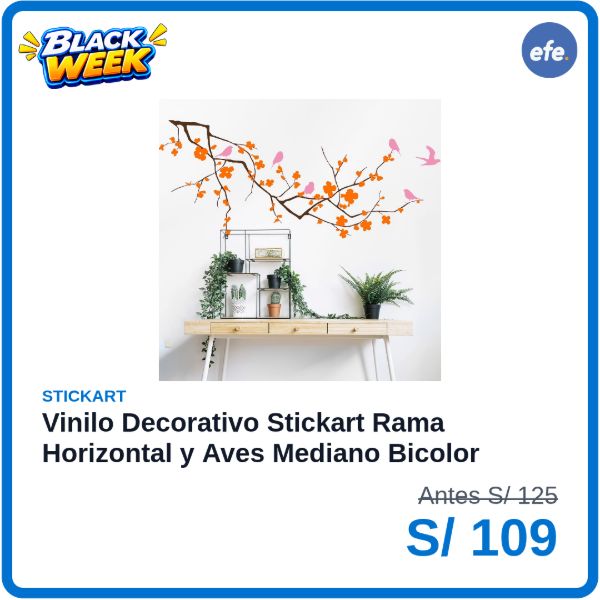 BLACK
WEEK
efe.
STICKART
Vinilo Decorativo Stickart Rama
Horizontal y Aves Mediano Bicolor
Antes S/ 125
S/ 109